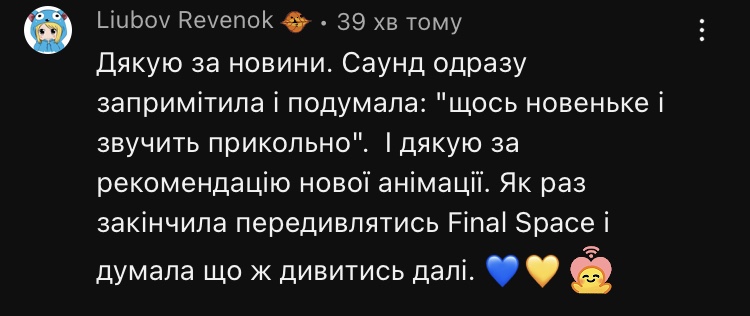 Liubov Revenok • 39 хв тому
Дякую за новини. Саунд одразу
запримітила і подумала: "щось новеньке і
звучить прикольно".  І дякую за
рекомендацію нової анімації. Як раз
закінчила передивлятись Final Space і
думала що ж дивитись далі. 💙💛